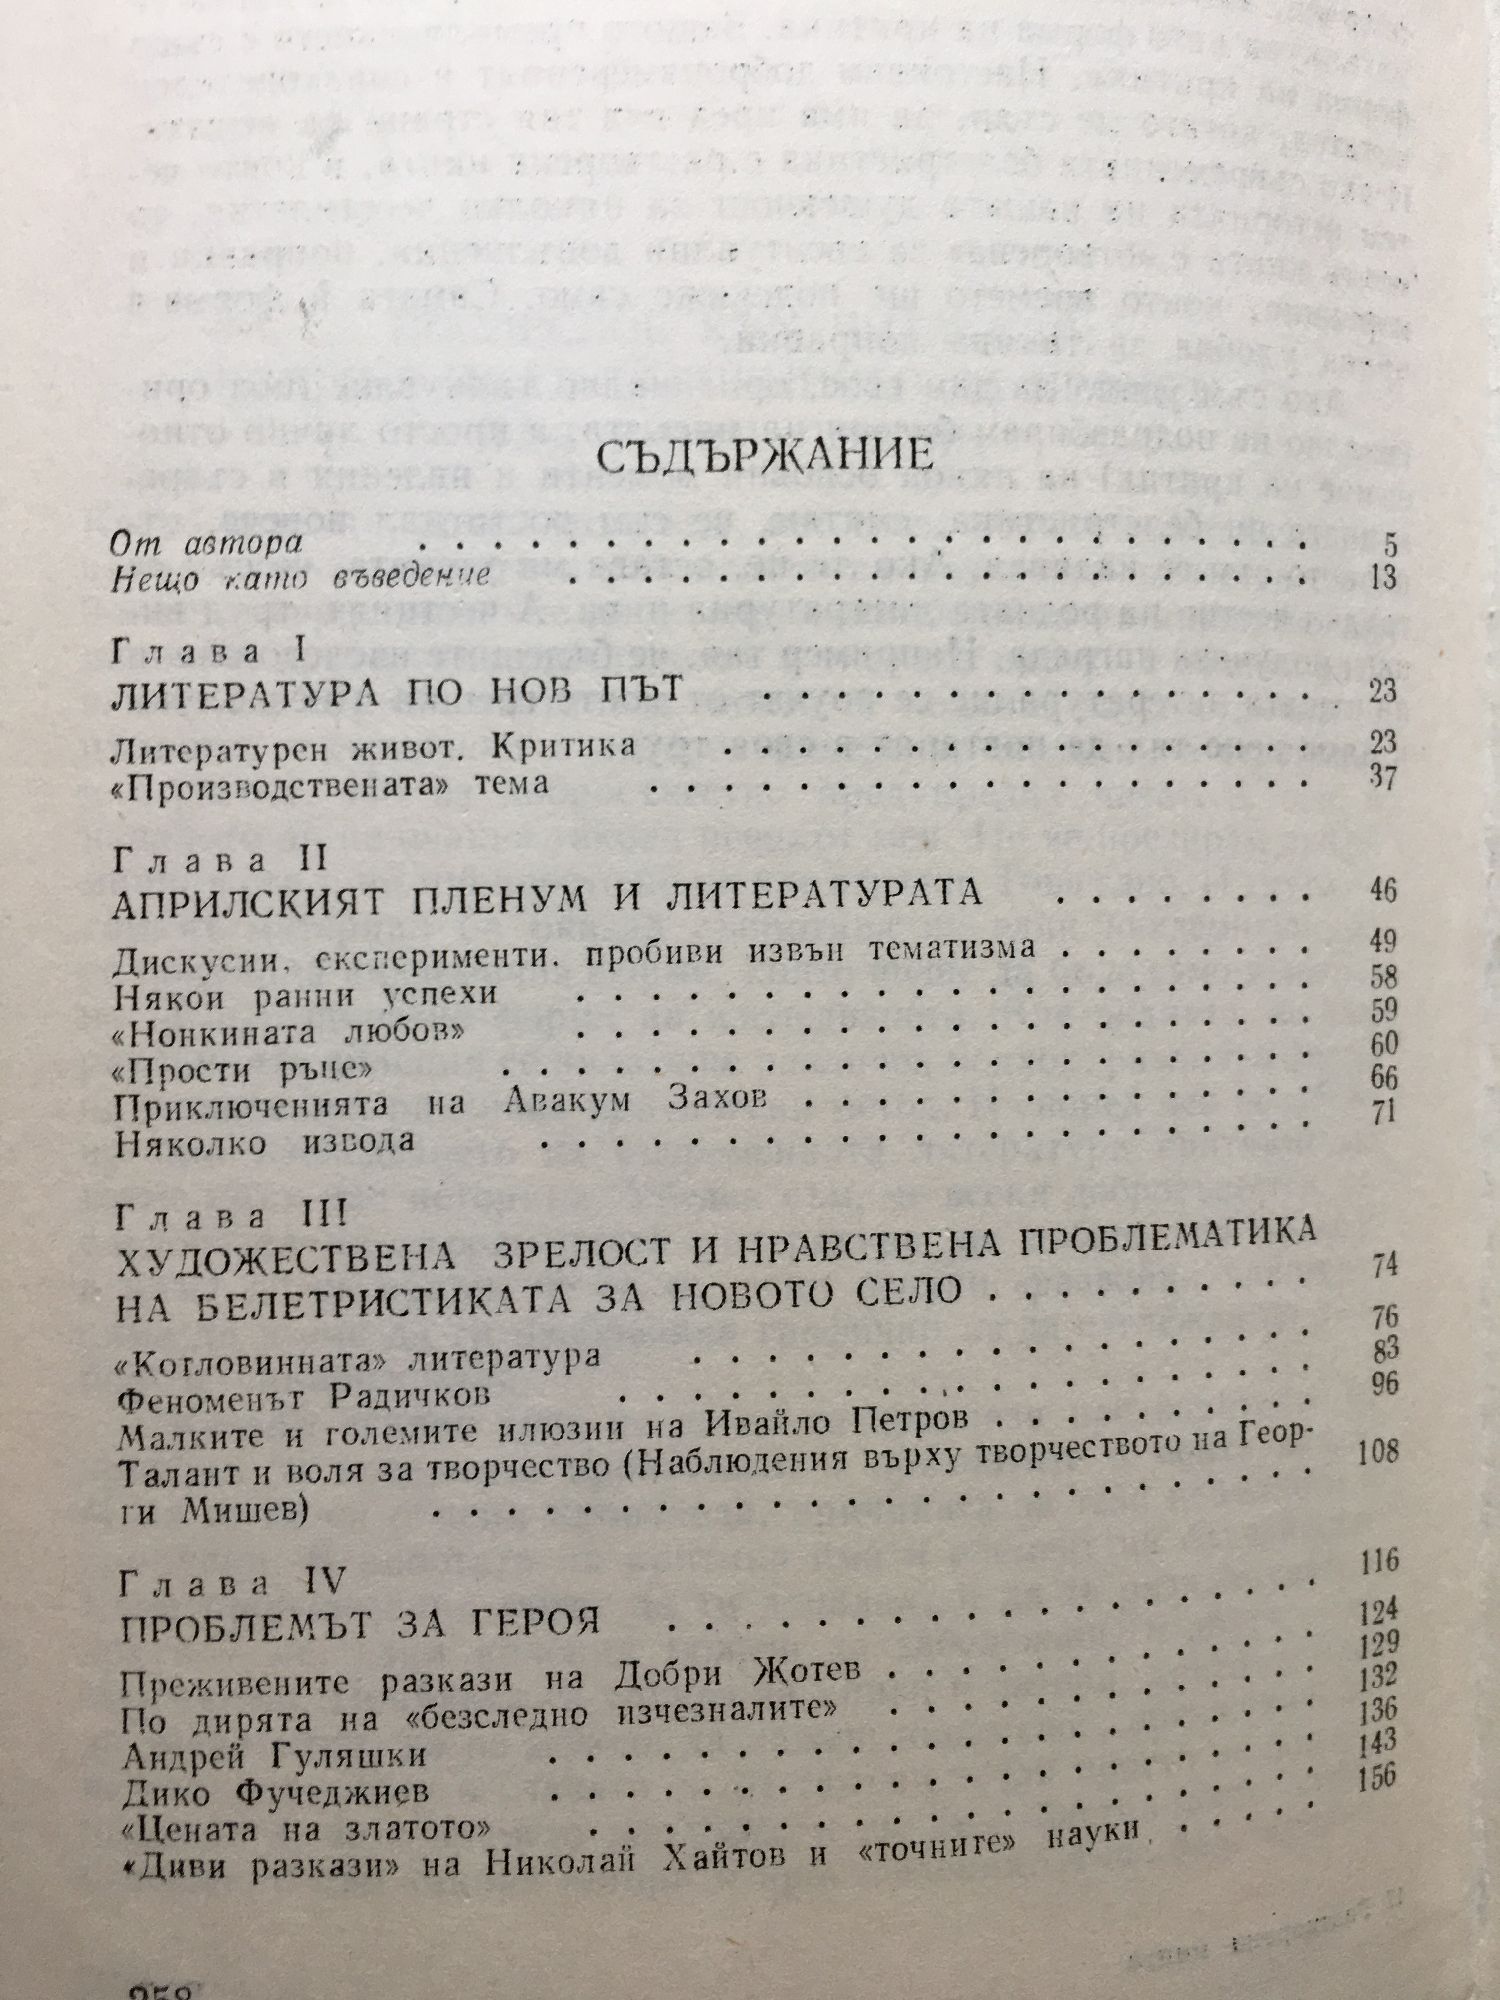 СЪДЪРЖАНИЕ
От автора . . . . . . . . . . . . . . . . . . . . . . . . 5
Нещо като въведение . . . . . . . . . . . . . . . . . . . . 13
Глава I
ЛИТЕРАТУРА ПО НОВ ПЪТ . . . . . . . . . . . . . . . 23
Литературен живот. Критика . . . . . . . . . . . . . . . . 23
«Производствената» тема . . . . . . . . . . . . . . . . . . 37
Глава II
АПРИЛСКИЯТ ПЛЕНУМ И ЛИТЕРАТУРАТА . . . . . . . 46
Дискусии, експерименти, пробиви извън тематизма . . . . . . . 49
Някои ранни успехи . . . . . . . . . . . . . . . . . . . . 58
«Нонкината любов» . . . . . . . . . . . . . . . . . . . . 59
«Прости ръце» . . . . . . . . . . . . . . . . . . . . . . 60
Приключенията на Авакум Захов . . . . . . . . . . . . . . 66
Няколко извода . . . . . . . . . . . . . . . . . . . . . 71
Глава III
ХУДОЖЕСТВЕНА ЗРЕЛОСТ И НРАВСТВЕНА ПРОБЛЕМАТИКА
НА БЕЛЕТРИСТИКАТА ЗА НОВОТО СЕЛО . . . . . . . . . 74
«Котловинната» литература . . . . . . . . . . . . . . . . . 76
Феноменът Радичков . . . . . . . . . . . . . . . . . . . 83
Малките и големите илюзии на Ивайло Петров . . . . . . . . . 96
Талант и воля за творчество (Наблюдения върху творчеството на Геор-
ги Мишев) . . . . . . . . . . . . . . . . . . . . . . . . 108
Глава IV
ПРОБЛЕМЪТ ЗА ГЕРОЯ . . . . . . . . . . . . . . . . . . 116
Преживените разкази на Добри Жотев . . . . . . . . . . . . 124
По дирята на «безследно изчезналите» . . . . . . . . . . . . 129
Андрей Гуляшки . . . . . . . . . . . . . . . . . . . . . 132
Дико Фучеджиев . . . . . . . . . . . . . . . . . . . . . 136
«Цената на златото» . . . . . . . . . . . . . . . . . . . . 143
«Диви разкази» на Николай Хайтов и «точните» науки . . . . . 156
258